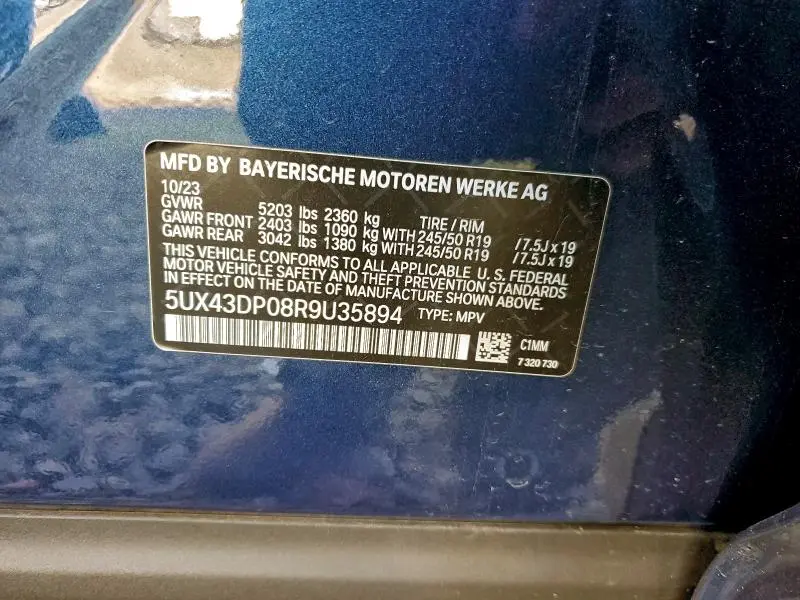 MFD BY BAYERISCHE MOTOREN WERKE AG
10/23
GVWR 5203 lbs 2360 kg TIRE / RIM
GAWR FRONT 2403 lbs 1090 kg WITH 245/50 R19 /7.5J x 19
GAWR REAR 3042 lbs 1380 kg WITH 245/50 R19 /7.5J x 19
THIS VEHICLE CONFORMS TO ALL APPLICABLE U. S. FEDERAL
MOTOR VEHICLE SAFETY AND THEFT PREVENTION STANDARDS
IN EFFECT ON THE DATE OF MANUFACTURE SHOWN ABOVE.
5UX43DP08R9U35894 TYPE: MPV
C1MM
7 320 730